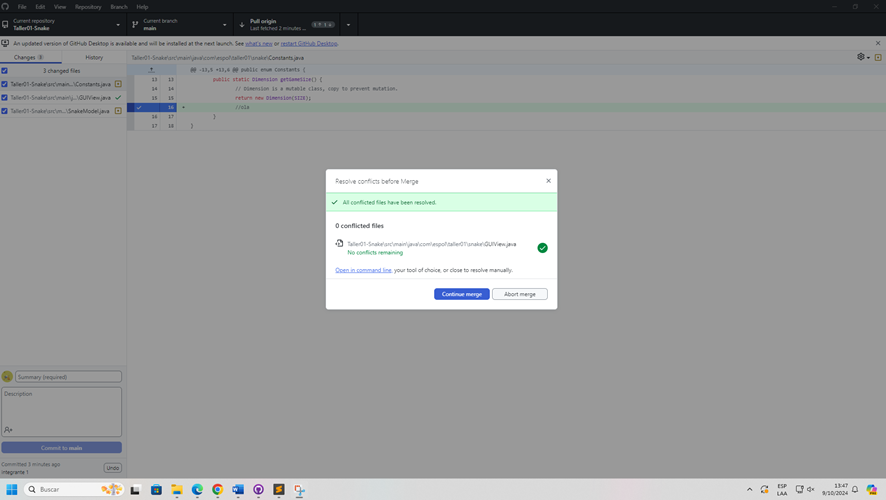 File Edit View Repository Branch Help
Current repository
Taller01-Snake
Current branch
main
Pull origin
Last fetched 2 minutes ...
An updated version of GitHub Desktop is available and will be installed at the next launch. See what's new or restart GitHub Desktop.
Changes 3
History
3 changed files
Taller01-Snake\src\main...\Constants.java
Taller01-Snake\src\main\j...\GUIView.java
Taller01-Snake\src\m...\SnakeModel.java
Taller01-Snake\src\main\java\com\espol\taller01\snake\Constants.java
@@ -13,5 +13,6 @@ public enum Constants {
13 13 public static Dimension getGameSize() {
14 14 // Dimension is a mutable class, copy to prevent mutation.
15 15 return new Dimension(SIZE);
16 + //ola
16 17 }
17 18 }
Resolve conflicts before Merge
All conflicted files have been resolved.
0 conflicted files
Taller01-Snake\src\main\java\com\espol\taller01\snake\GUIView.java
No conflicts remaining
Open in command line, your tool of choice, or close to resolve manually.
Continue merge
Abort merge
Summary (required)
Description
Commit to main
Committed 3 minutes ago
integrante 1
Undo
Buscar
ESP
LAA
13:47
9/10/2024